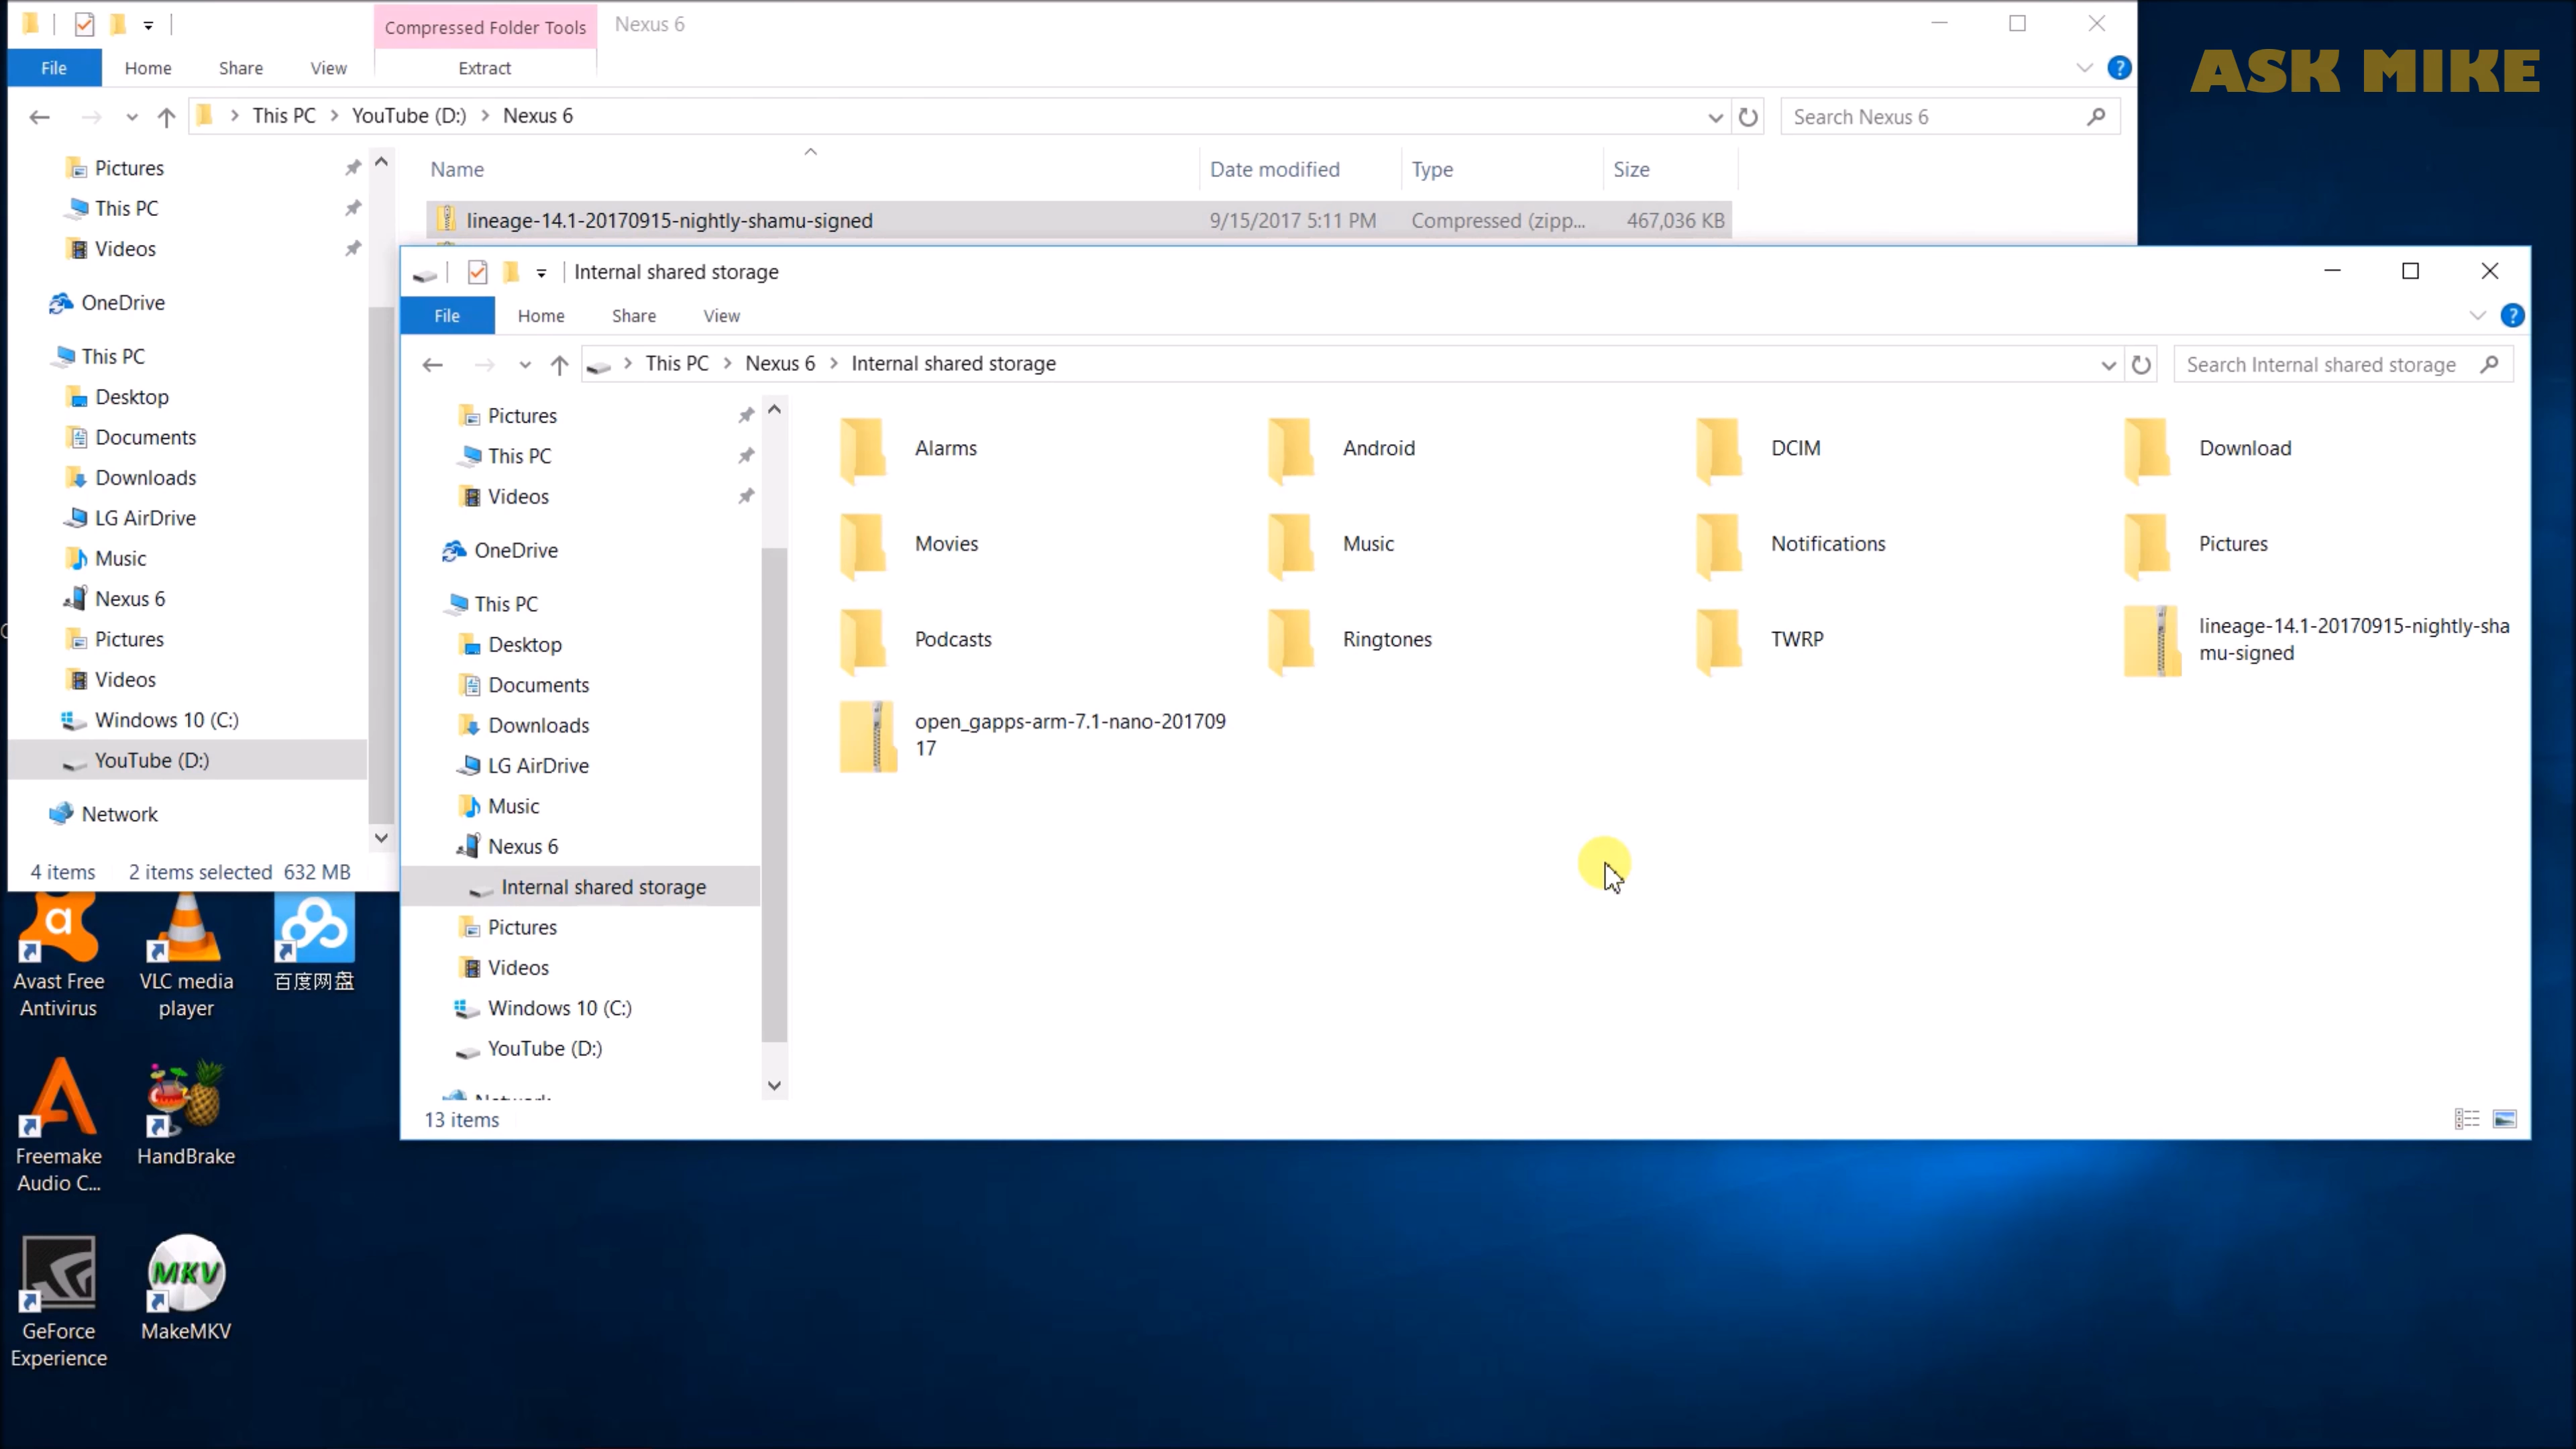 Compressed Folder Tools
Nexus 6
ASK MIKE
File
Home
Share
View
Extract
This PC
YouTube (D:)
Nexus 6
Search Nexus 6
Name
Date modified
Type
Size
Pictures
This PC
Videos
OneDrive
This PC
Desktop
Documents
Downloads
LG AirDrive
Music
Nexus 6
Pictures
Videos
Windows 10 (C:)
YouTube (D:)
Network
4 items
2 items selected 632 MB
lineage-14.1-20170915-nightly-shamu-signed
9/15/2017 5:11 PM
Compressed (zipp...
467,036 KB
Internal shared storage
File
Home
Share
View
This PC
Nexus 6
Internal shared storage
Search Internal shared storage
Pictures
This PC
Videos
OneDrive
This PC
Desktop
Documents
Downloads
LG AirDrive
Music
Nexus 6
Internal shared storage
Pictures
Videos
Windows 10 (C:)
YouTube (D:)
Alarms
Android
DCIM
Download
Movies
Music
Notifications
Pictures
Podcasts
Ringtones
TWRP
lineage-14.1-20170915-nightly-sha
mu-signed
open_gapps-arm-7.1-nano-201709
17
13 items
Avast Free
Antivirus
VLC media
player
百度网盘
Freemake
Audio C...
HandBrake
GeForce
Experience
MKV
MakeMKV